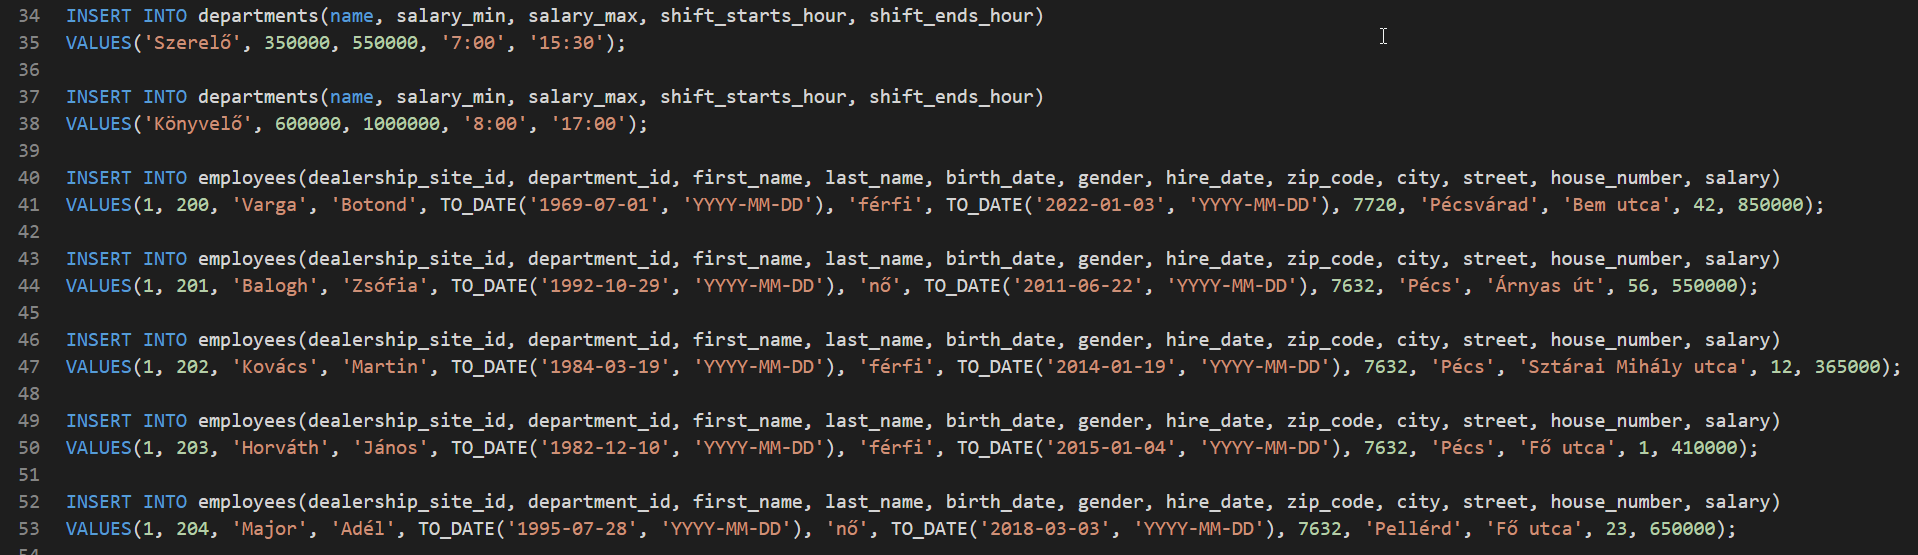 34 INSERT INTO departments(name, salary_min, salary_max, shift_starts_hour, shift_ends_hour)
35 VALUES('Szerelő', 350000, 550000, '7:00', '15:30');
36
37 INSERT INTO departments(name, salary_min, salary_max, shift_starts_hour, shift_ends_hour)
38 VALUES('Könyvelő', 600000, 1000000, '8:00', '17:00');
39
40 INSERT INTO employees(dealership_site_id, department_id, first_name, last_name, birth_date, gender, hire_date, zip_code, city, street, house_number, salary)
41 VALUES(1, 200, 'Varga', 'Botond', TO_DATE('1969-07-01', 'YYYY-MM-DD'), 'férfi', TO_DATE('2022-01-03', 'YYYY-MM-DD'), 7720, 'Pécsvárad', 'Bem utca', 42, 850000);
42
43 INSERT INTO employees(dealership_site_id, department_id, first_name, last_name, birth_date, gender, hire_date, zip_code, city, street, house_number, salary)
44 VALUES(1, 201, 'Balogh', 'Zsófia', TO_DATE('1992-10-29', 'YYYY-MM-DD'), 'nő', TO_DATE('2011-06-22', 'YYYY-MM-DD'), 7632, 'Pécs', 'Árnyas út', 56, 550000);
45
46 INSERT INTO employees(dealership_site_id, department_id, first_name, last_name, birth_date, gender, hire_date, zip_code, city, street, house_number, salary)
47 VALUES(1, 202, 'Kovács', 'Martin', TO_DATE('1984-03-19', 'YYYY-MM-DD'), 'férfi', TO_DATE('2014-01-19', 'YYYY-MM-DD'), 7632, 'Pécs', 'Sztárai Mihály utca', 12, 365000);
48
49 INSERT INTO employees(dealership_site_id, department_id, first_name, last_name, birth_date, gender, hire_date, zip_code, city, street, house_number, salary)
50 VALUES(1, 203, 'Horváth', 'János', TO_DATE('1982-12-10', 'YYYY-MM-DD'), 'férfi', TO_DATE('2015-01-04', 'YYYY-MM-DD'), 7632, 'Pécs', 'Fő utca', 1, 410000);
51
52 INSERT INTO employees(dealership_site_id, department_id, first_name, last_name, birth_date, gender, hire_date, zip_code, city, street, house_number, salary)
53 VALUES(1, 204, 'Major', 'Adél', TO_DATE('1995-07-28', 'YYYY-MM-DD'), 'nő', TO_DATE('2018-03-03', 'YYYY-MM-DD'), 7632, 'Pellérd', 'Fő utca', 23, 650000);
54